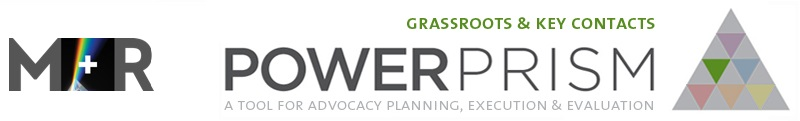 GRASSROOTS & KEY CONTACTS
M+R
POWERPRISM
A TOOL FOR ADVOCACY PLANNING, EXECUTION & EVALUATION